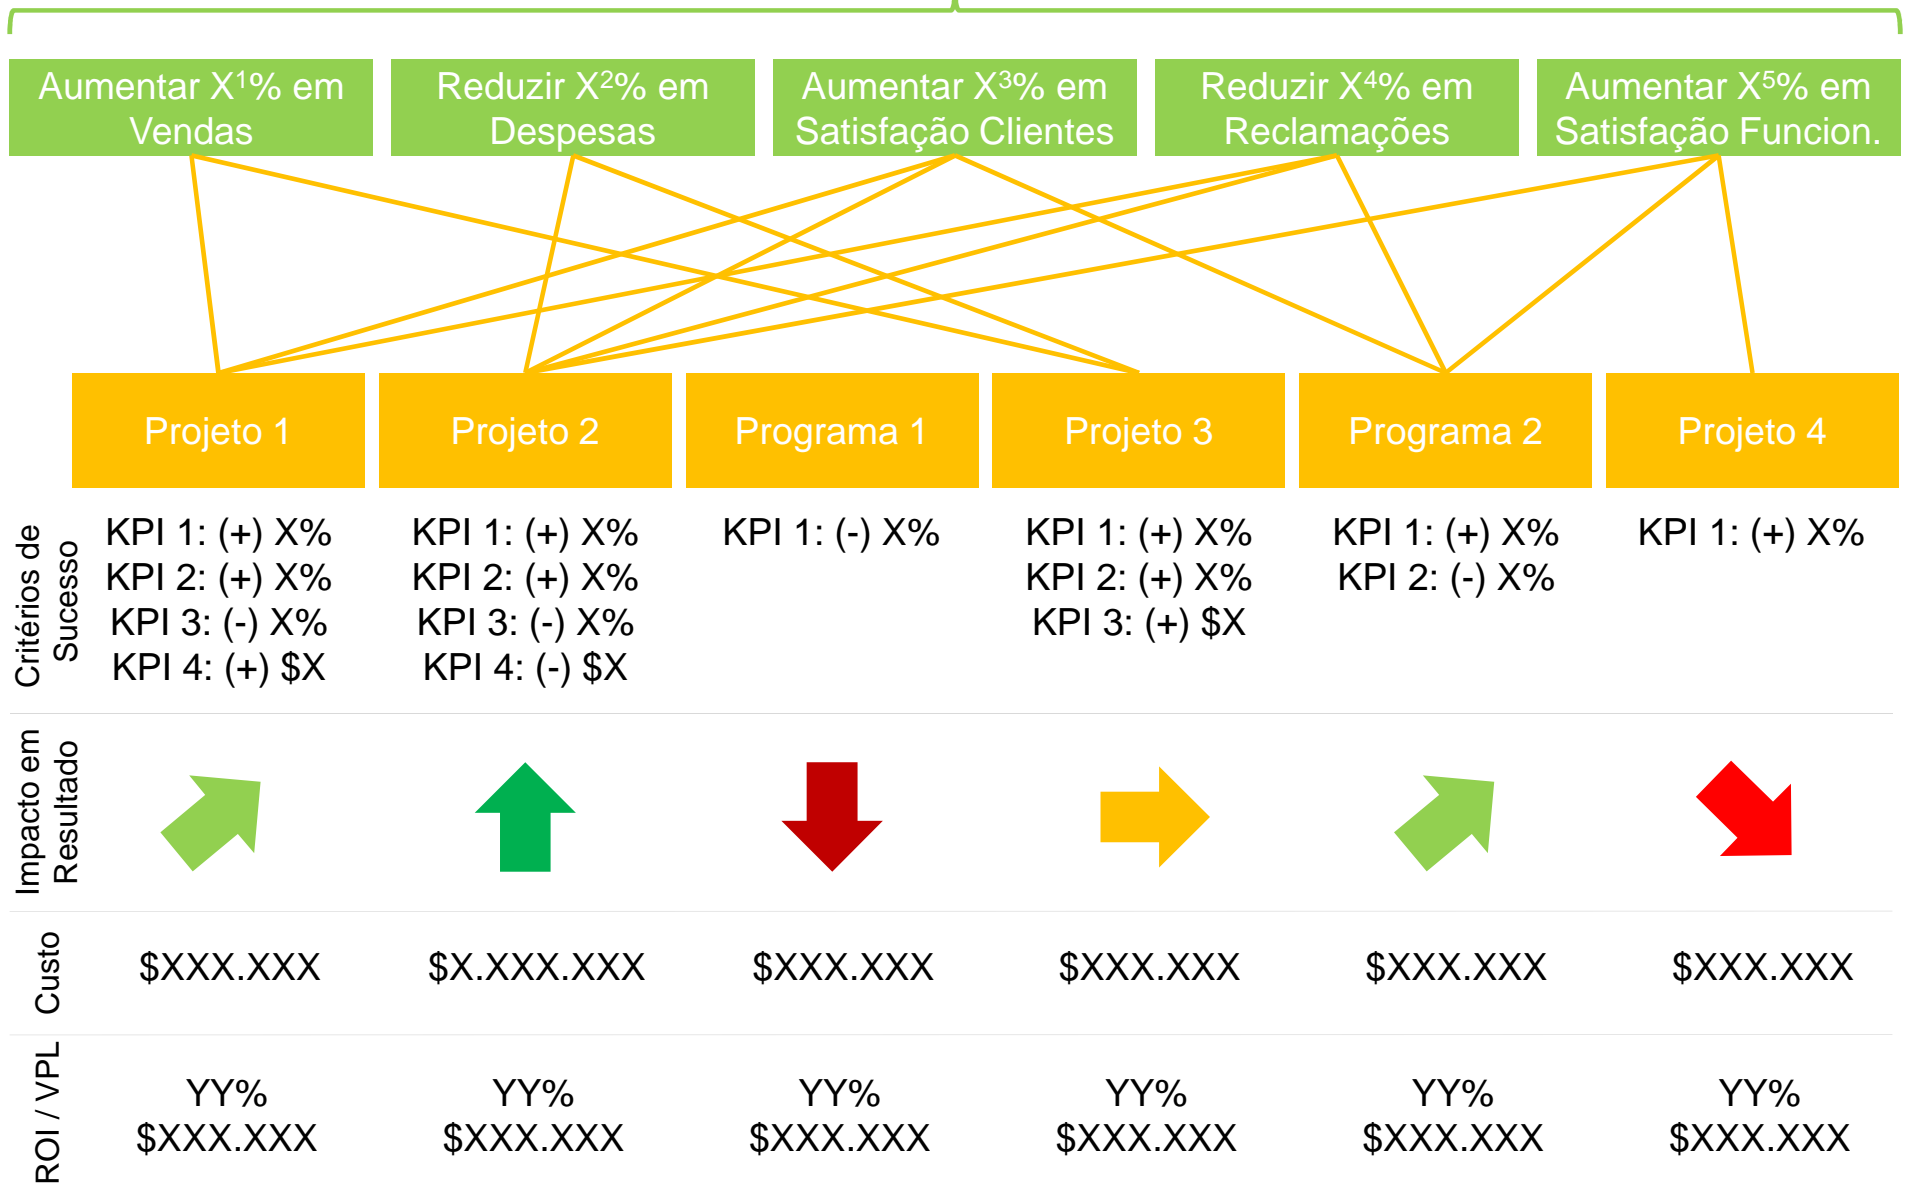 Aumentar X¹% em
Vendas
Reduzir X²% em
Despesas
Aumentar X³% em
Satisfação Clientes
Reduzir X⁴% em
Reclamações
Aumentar X⁵% em
Satisfação Funcion.
Projeto 1
Projeto 2
Programa 1
Projeto 3
Programa 2
Projeto 4
Critérios de
Sucesso
KPI 1: (+) X%
KPI 2: (+) X%
KPI 3: (-) X%
KPI 4: (+) $X
KPI 1: (+) X%
KPI 2: (+) X%
KPI 3: (-) X%
KPI 4: (-) $X
KPI 1: (-) X%
KPI 1: (+) X%
KPI 2: (+) X%
KPI 3: (+) $X
KPI 1: (+) X%
KPI 2: (-) X%
KPI 1: (+) X%
Impacto em
Resultado
Custo
$XXX.XXX
$X.XXX.XXX
$XXX.XXX
$XXX.XXX
$XXX.XXX
$XXX.XXX
ROI / VPL
YY%
$XXX.XXX
YY%
$XXX.XXX
YY%
$XXX.XXX
YY%
$XXX.XXX
YY%
$XXX.XXX
YY%
$XXX.XXX